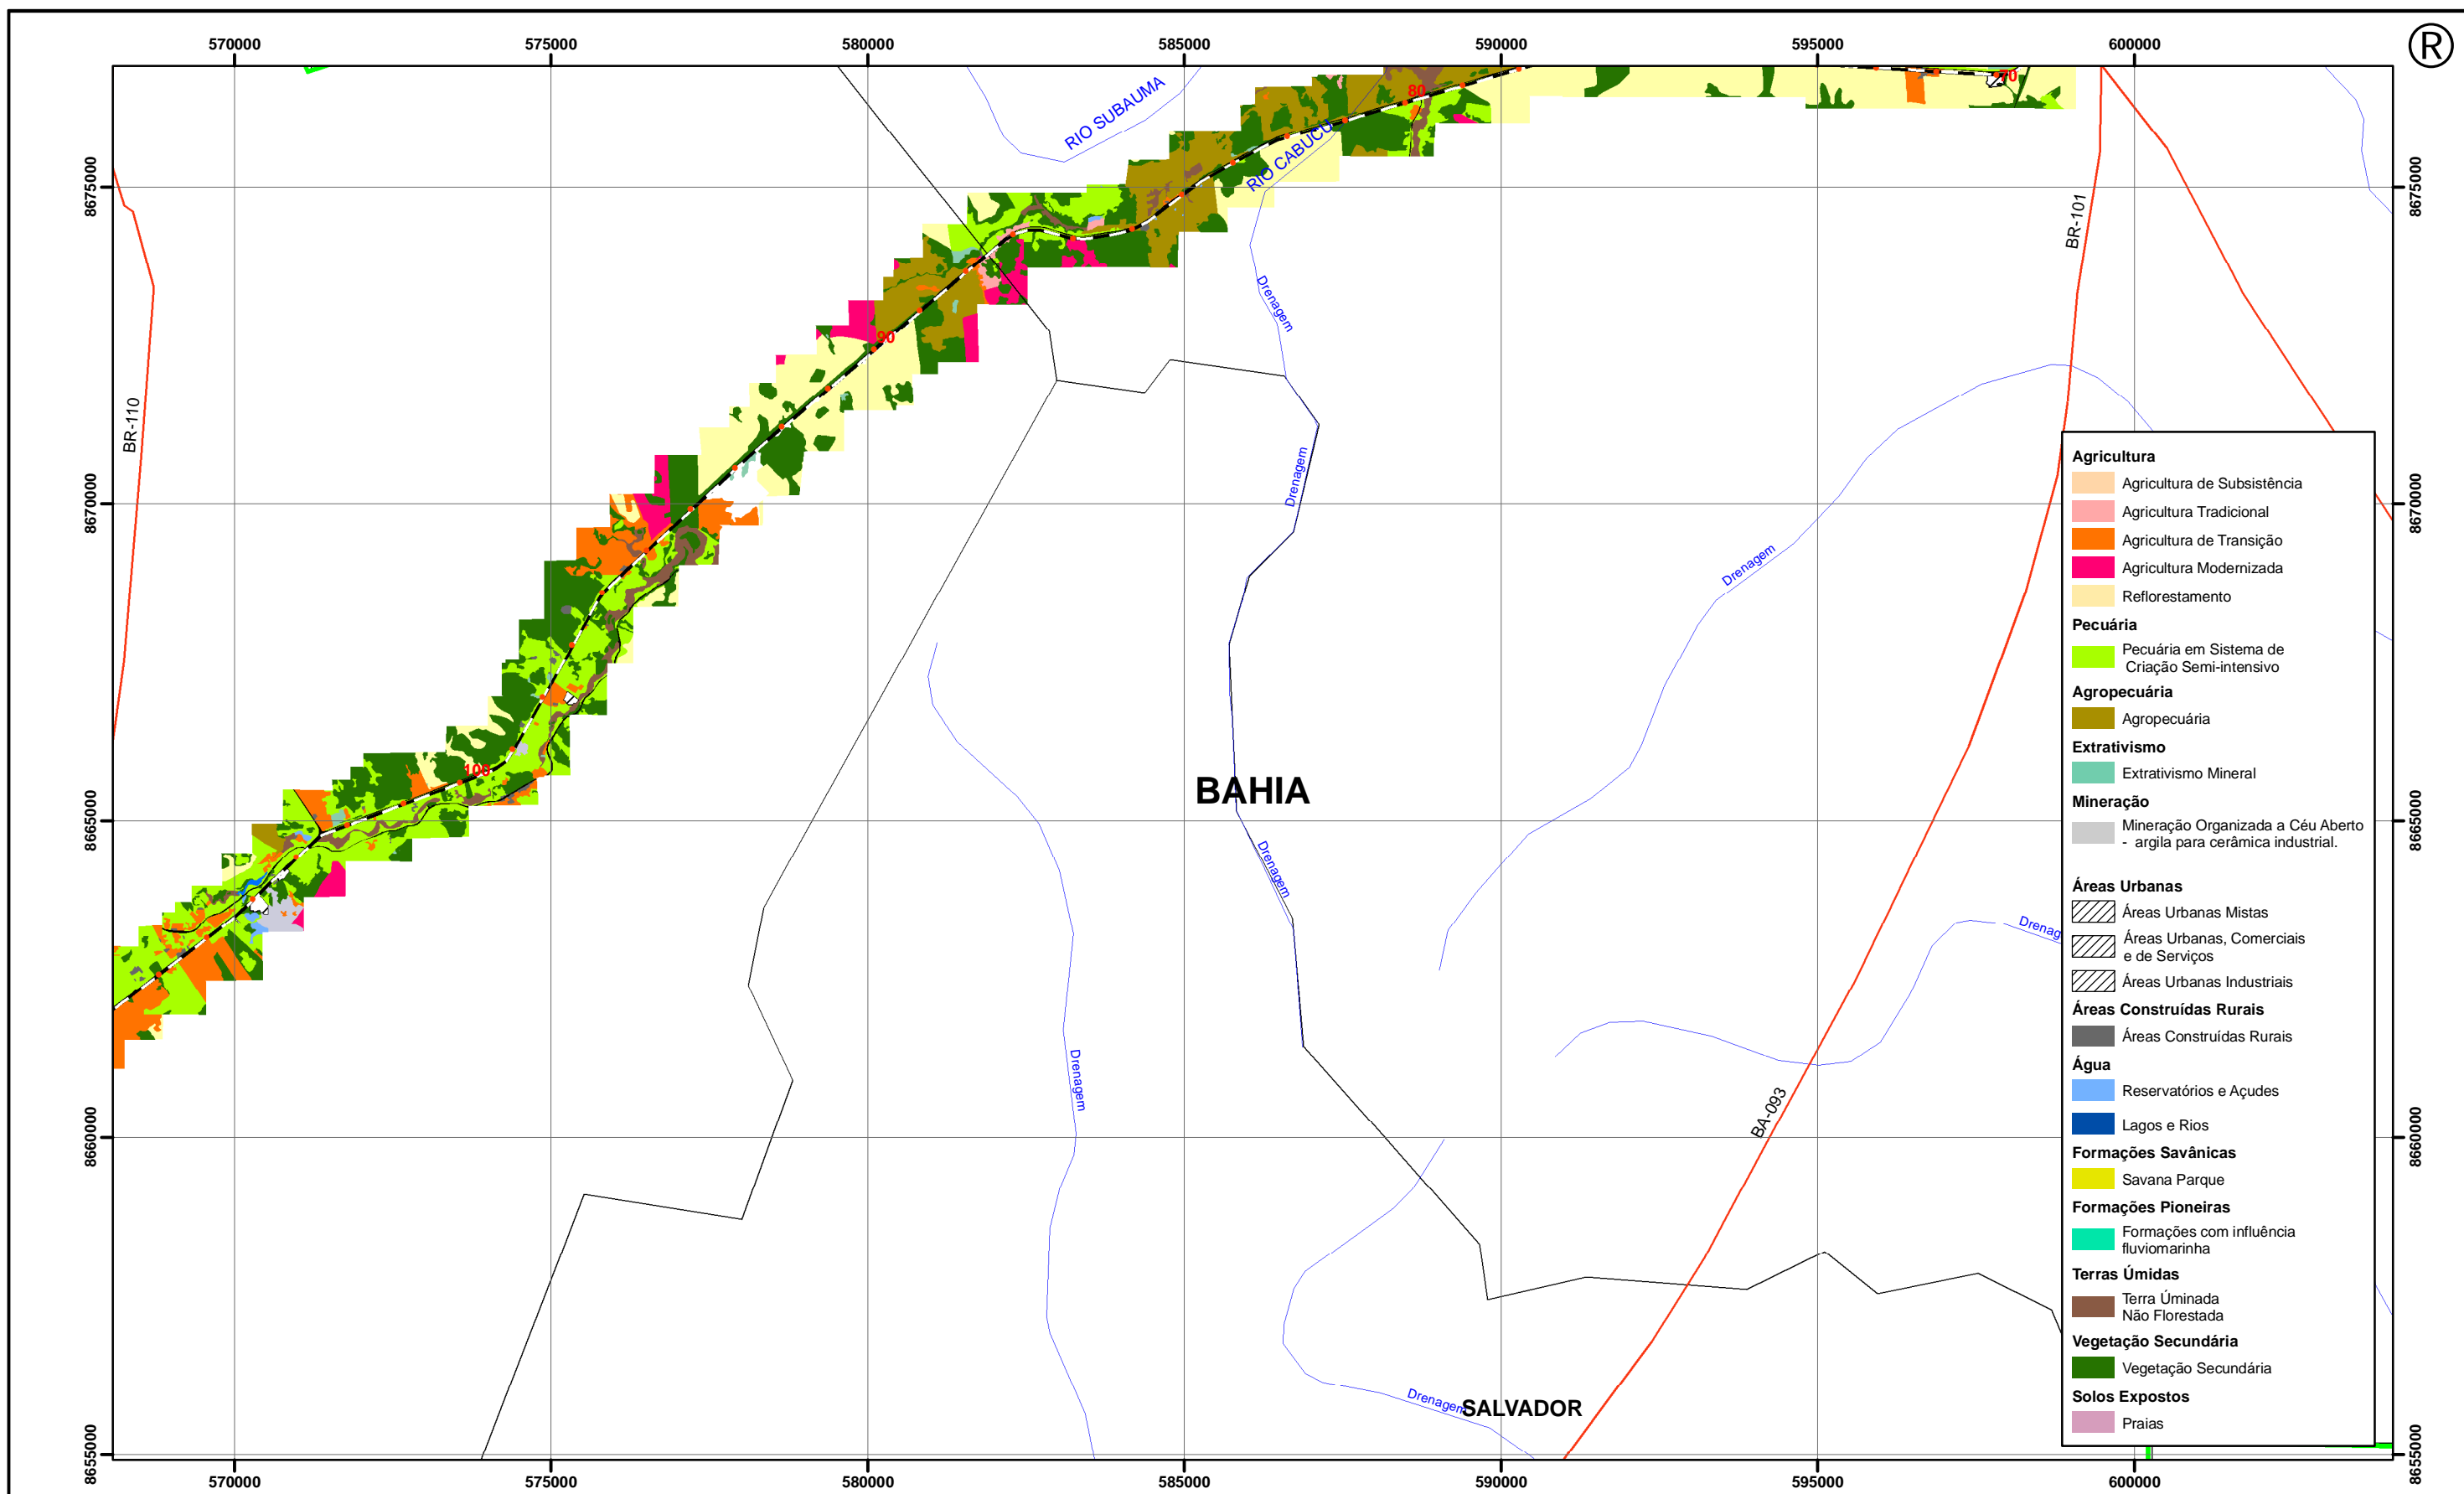 570000
575000
580000
585000
590000
595000
600000
®
RIO SUBAUMA
RIO CABUCU
80
70
8675000
8675000
BR-101
Drenagem
90
BR-110
Drenagem
8670000
8670000
Drenagem
100
BAHIA
8665000
8665000
Drenagem
Drenag
Drenagem
BA-093
8660000
8660000
Drenagem
SALVADOR
8655000
8655000
Agricultura
Agricultura de Subsistência
Agricultura Tradicional
Agricultura de Transição
Agricultura Modernizada
Reflorestamento
Pecuária
Pecuária em Sistema de
Criação Semi-intensivo
Agropecuária
Agropecuária
Extrativismo
Extrativismo Mineral
Mineração
Mineração Organizada a Céu Aberto
- argila para cerâmica industrial.
Áreas Urbanas
Áreas Urbanas Mistas
Áreas Urbanas, Comerciais
e de Serviços
Áreas Urbanas Industriais
Áreas Construídas Rurais
Áreas Construídas Rurais
Água
Reservatórios e Açudes
Lagos e Rios
Formações Savânicas
Savana Parque
Formações Pioneiras
Formações com influência
fluviomarinha
Terras Úmidas
Terra Úminada
Não Florestada
Vegetação Secundária
Vegetação Secundária
Solos Expostos
Praias
570000
575000
580000
585000
590000
595000
600000